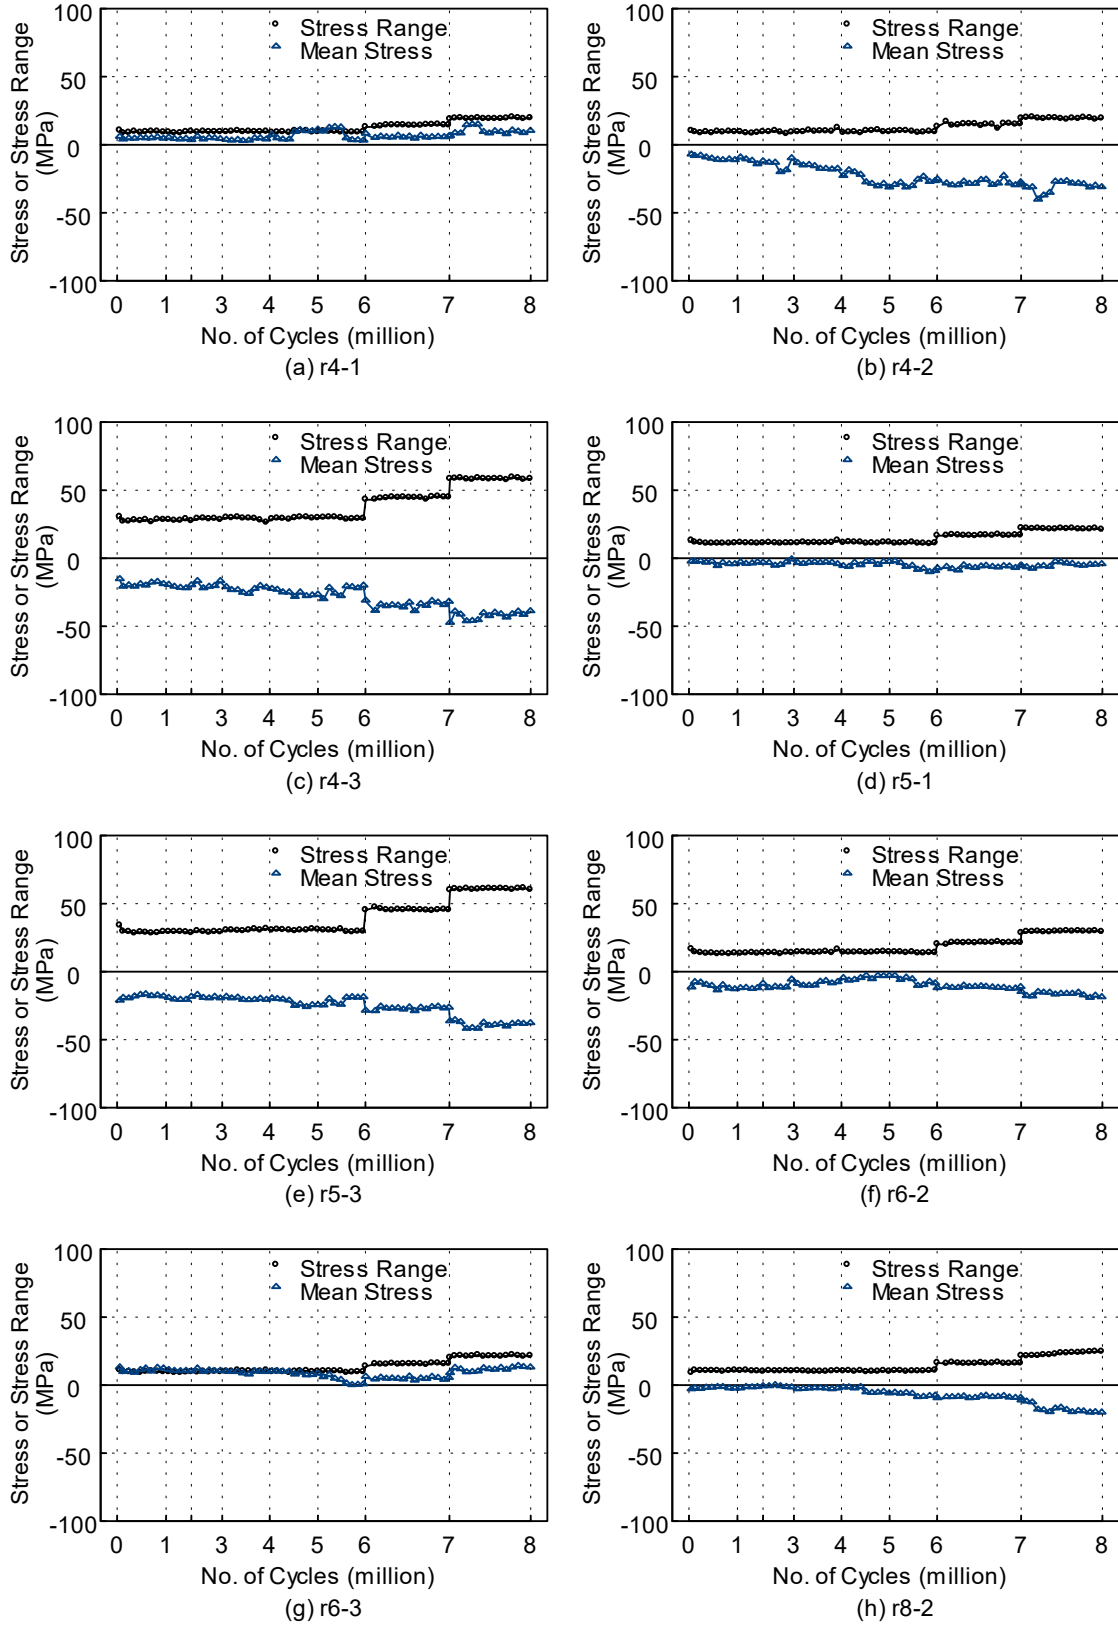 100
50
0
-50
-100
Stress or Stress Range
(MPa)
Stress Range
Mean Stress
0 1 3 4 5 6 7 8
No. of Cycles (million)
(a) r4-1
100
50
0
-50
-100
Stress or Stress Range
(MPa)
Stress Range
Mean Stress
0 1 3 4 5 6 7 8
No. of Cycles (million)
(b) r4-2
100
50
0
-50
-100
Stress or Stress Range
(MPa)
Stress Range
Mean Stress
0 1 3 4 5 6 7 8
No. of Cycles (million)
(c) r4-3
100
50
0
-50
-100
Stress or Stress Range
(MPa)
Stress Range
Mean Stress
0 1 3 4 5 6 7 8
No. of Cycles (million)
(d) r5-1
100
50
0
-50
-100
Stress or Stress Range
(MPa)
Stress Range
Mean Stress
0 1 3 4 5 6 7 8
No. of Cycles (million)
(e) r5-3
100
50
0
-50
-100
Stress or Stress Range
(MPa)
Stress Range
Mean Stress
0 1 3 4 5 6 7 8
No. of Cycles (million)
(f) r6-2
100
50
0
-50
-100
Stress or Stress Range
(MPa)
Stress Range
Mean Stress
0 1 3 4 5 6 7 8
No. of Cycles (million)
(g) r6-3
100
50
0
-50
-100
Stress or Stress Range
(MPa)
Stress Range
Mean Stress
0 1 3 4 5 6 7 8
No. of Cycles (million)
(h) r8-2